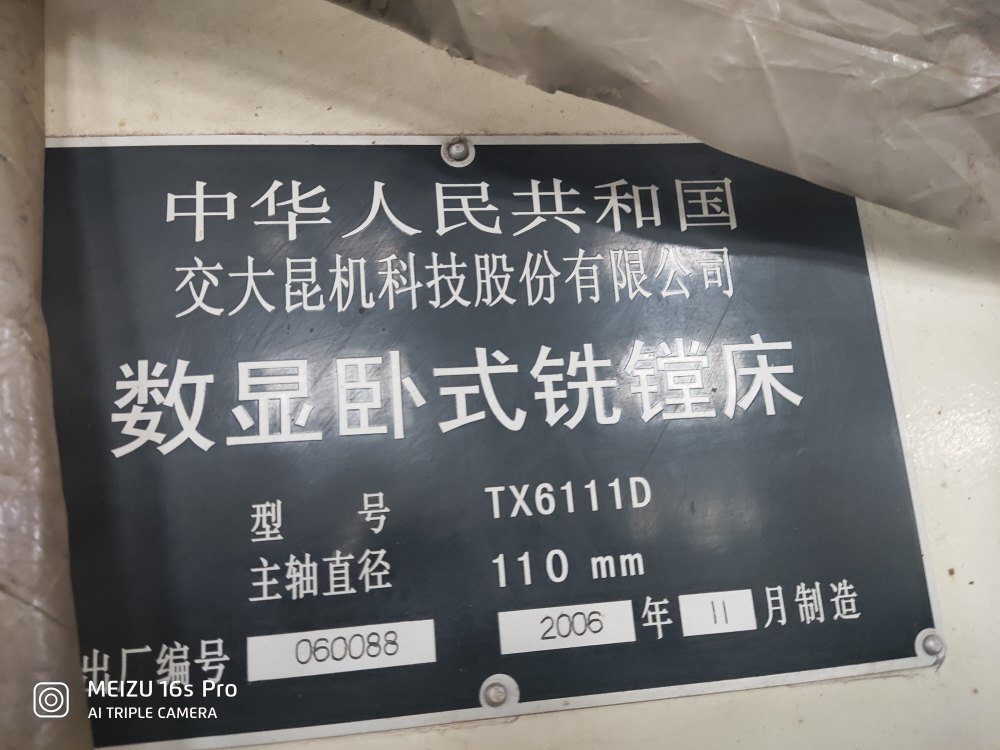 中华人民共和国
交大昆机科技股份有限公司
数显卧式铣镗床
型 号 TX6111D
主轴直径 110 mm
出厂编号 060088 2006 年 11 月制造
MEIZU 16s Pro
AI TRIPLE CAMERA